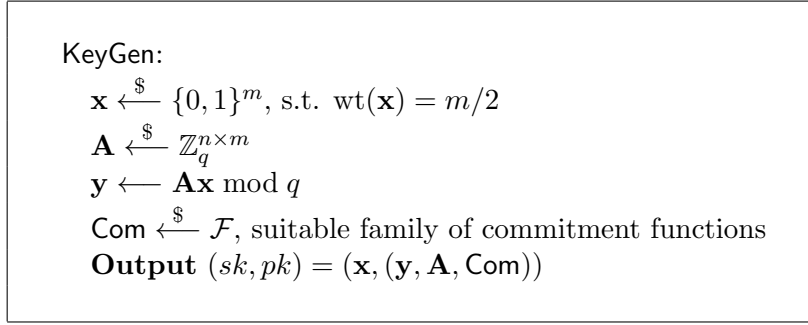 KeyGen:
x ←$ {0, 1}^m, s.t. wt(x) = m/2
A ←$ ℤ_q^{n×m}
y ← Ax mod q
Com ←$ ℱ, suitable family of commitment functions
Output (sk, pk) = (x, (y, A, Com))